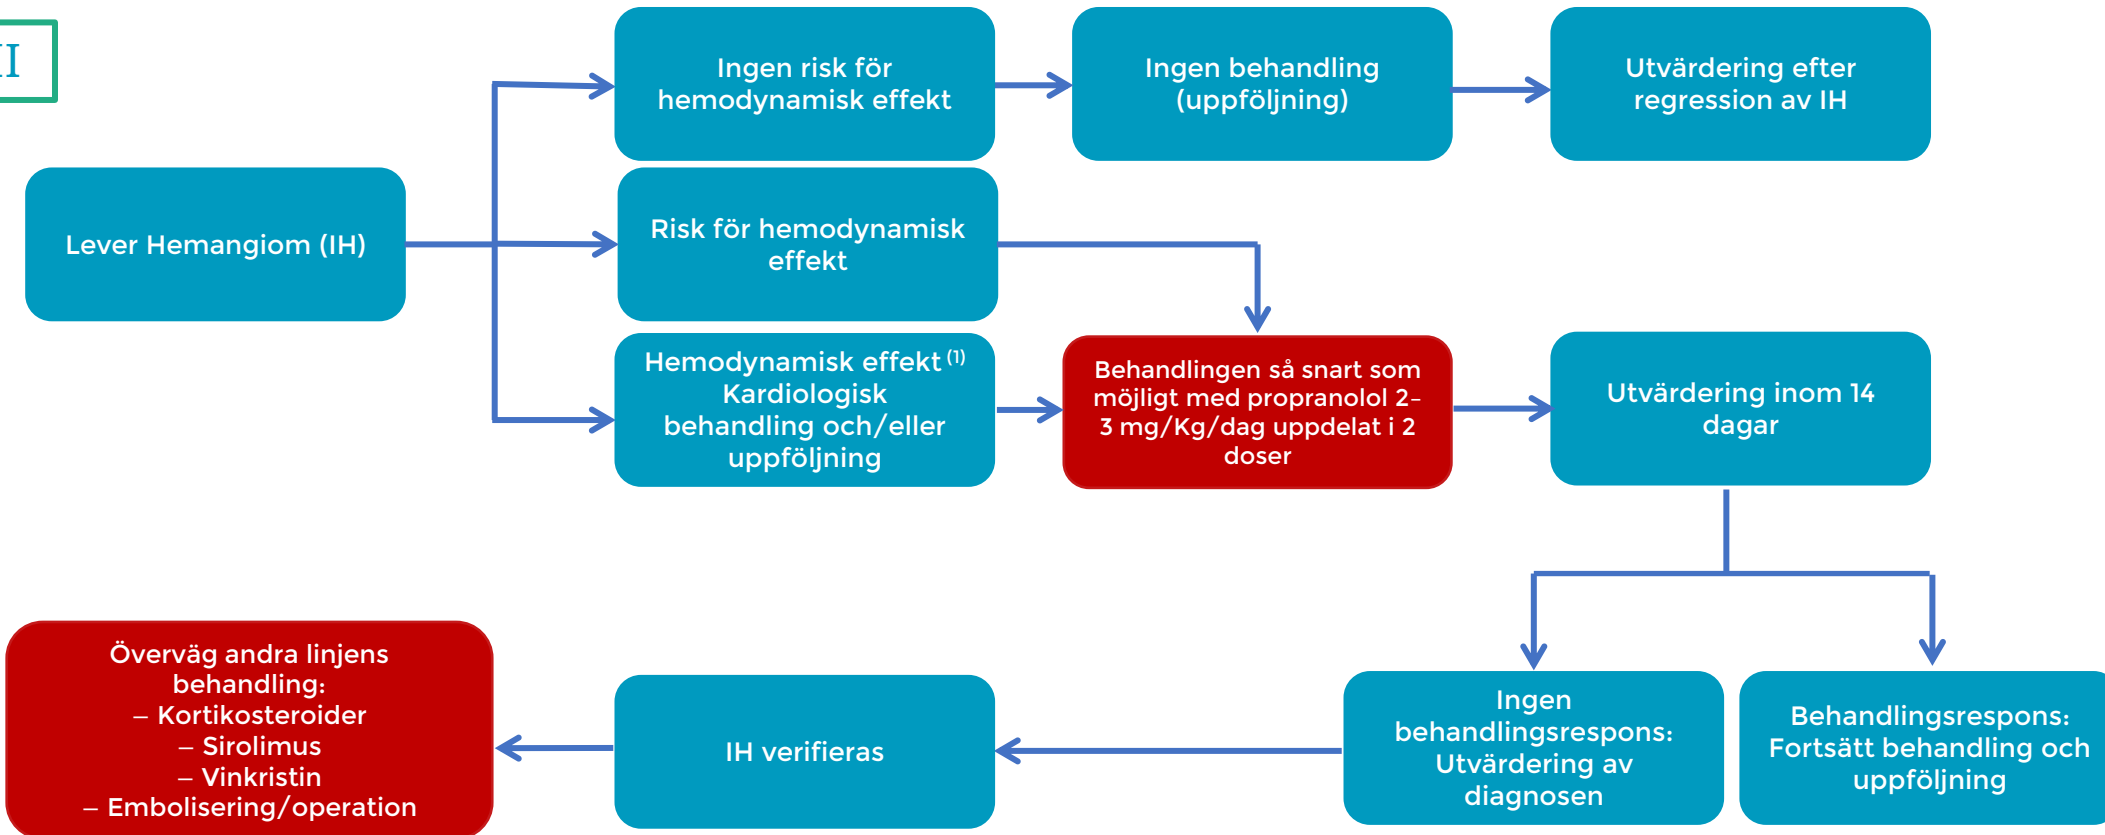 Ingen risk för
hemodynamisk effekt
Ingen behandling
(uppföljning)
Utvärdering efter
regression av IH
Lever Hemangiom (IH)
Risk för hemodynamisk
effekt
Hemodynamisk effekt (1)
Kardiologisk
behandling och/eller
uppföljning
Behandlingen så snart som
möjligt med propranolol 2–
3 mg/Kg/dag uppdelat i 2
doser
Utvärdering inom 14
dagar
Överväg andra linjens
behandling:
– Kortikosteroider
– Sirolimus
– Vinkristin
– Embolisering/operation
IH verifieras
Ingen
behandlingsrespons:
Utvärdering av
diagnosen
Behandlingsrespons:
Fortsätt behandling och
uppföljning